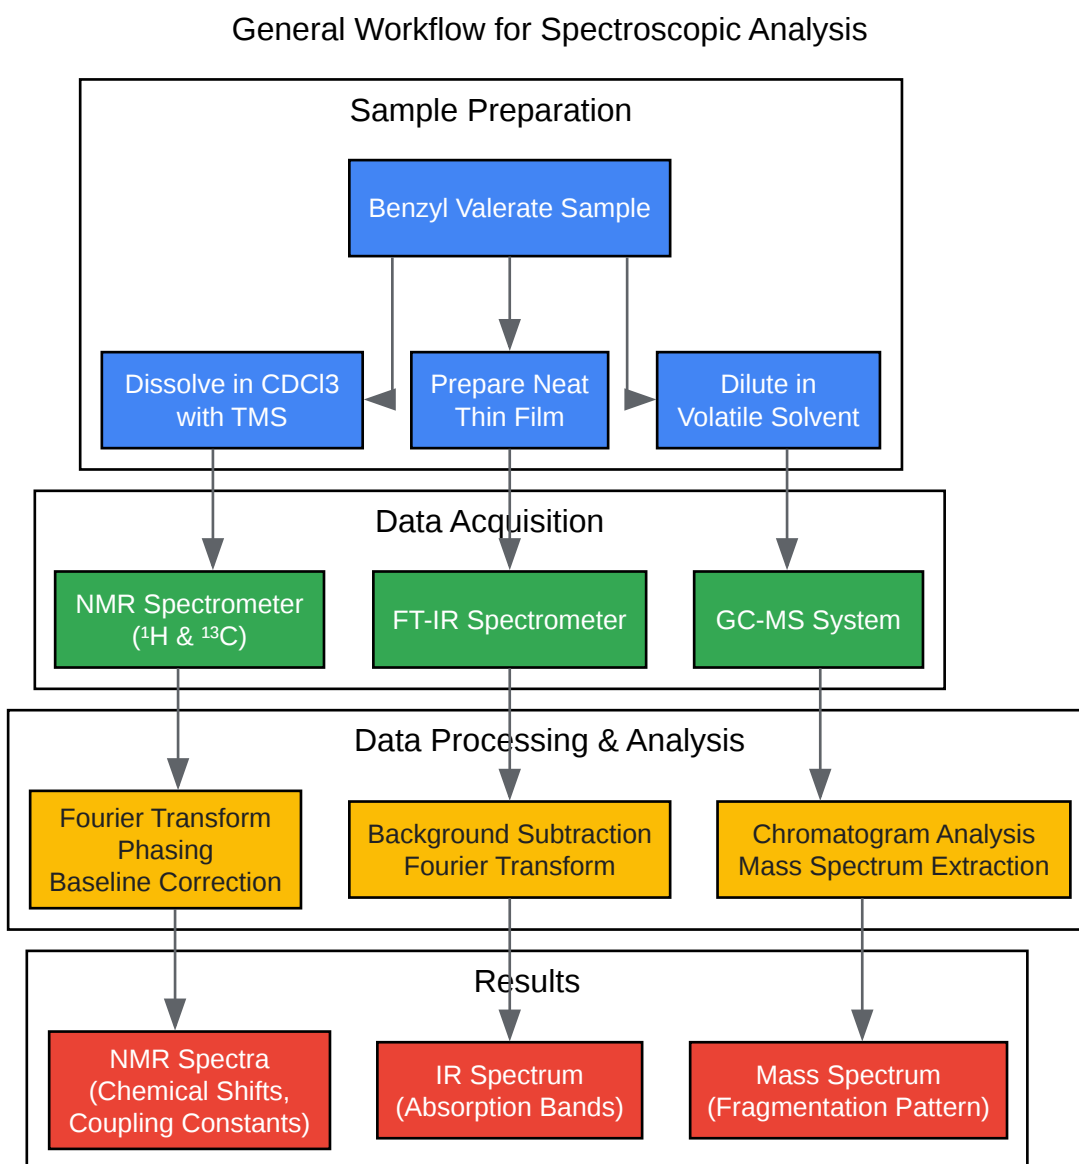 General Workflow for Spectroscopic Analysis
Sample Preparation
Benzyl Valerate Sample
Dissolve in CDCl3
with TMS
Prepare Neat
Thin Film
Dilute in
Volatile Solvent
Data Acquisition
NMR Spectrometer
(¹H & ¹³C)
FT-IR Spectrometer
GC-MS System
Data Processing & Analysis
Fourier Transform
Phasing
Baseline Correction
Background Subtraction
Fourier Transform
Chromatogram Analysis
Mass Spectrum Extraction
Results
NMR Spectra
(Chemical Shifts,
Coupling Constants)
IR Spectrum
(Absorption Bands)
Mass Spectrum
(Fragmentation Pattern)